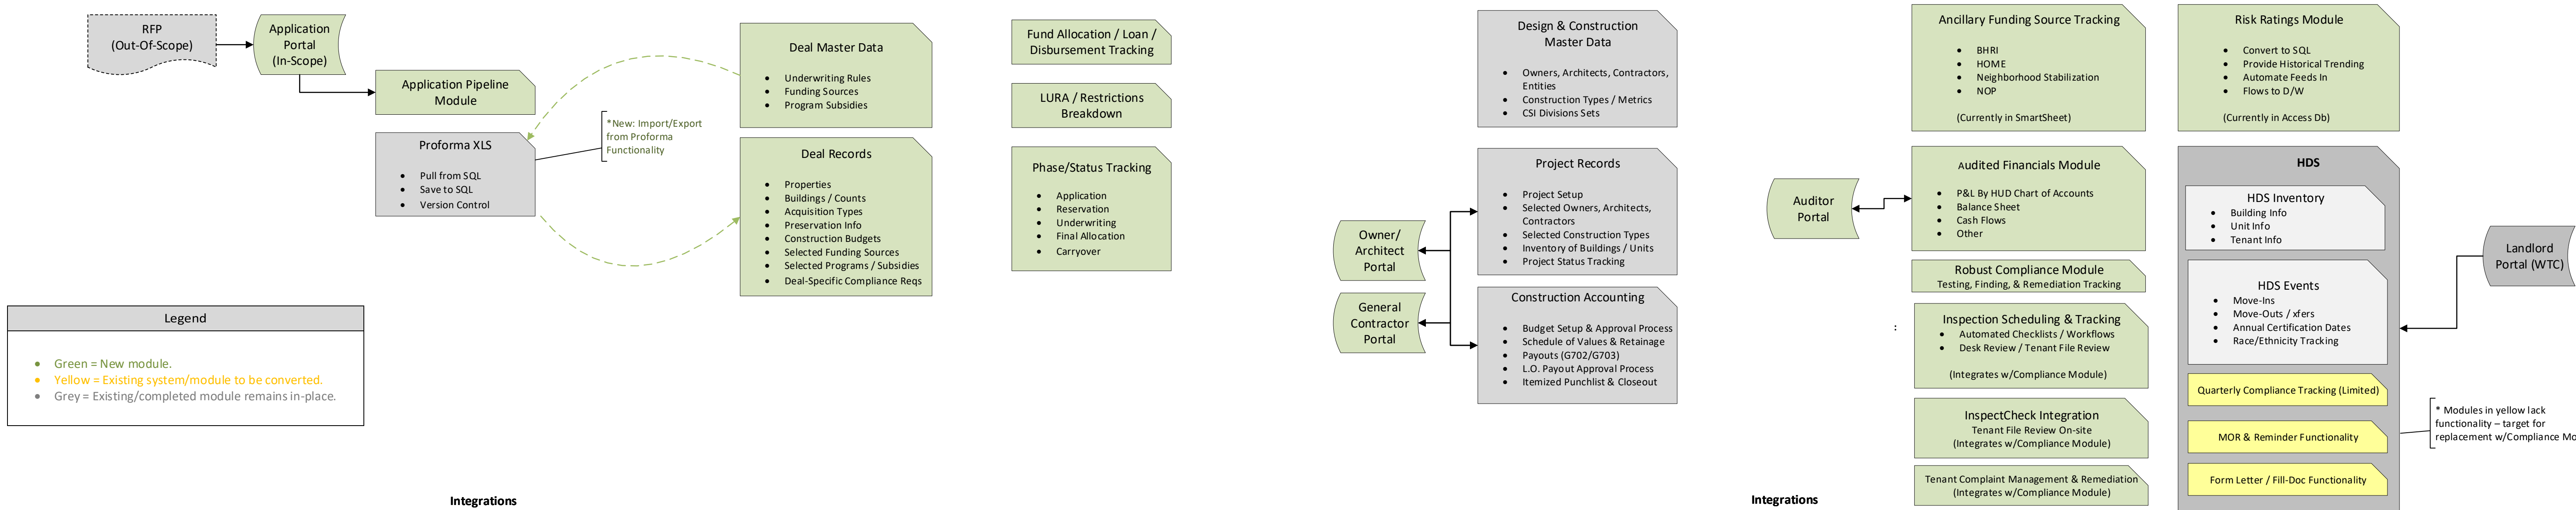 RFP
(Out-Of-Scope)
Application
Portal
(In-Scope)
Application Pipeline
Module
Proforma XLS
Pull from SQL
Save to SQL
Version Control
*New: Import/Export
from Proforma
Functionality
Deal Master Data
Underwriting Rules
Funding Sources
Program Subsidies
Deal Records
Properties
Buildings / Counts
Acquisition Types
Preservation Info
Construction Budgets
Selected Funding Sources
Selected Programs / Subsidies
Deal-Specific Compliance Reqs
Fund Allocation / Loan /
Disbursement Tracking
LURA / Restrictions
Breakdown
Phase/Status Tracking
Application
Reservation
Underwriting
Final Allocation
Carryover
Legend
Green = New module.
Yellow = Existing system/module to be converted.
Grey = Existing/completed module remains in-place.
Integrations
Design & Construction
Master Data
Owners, Architects, Contractors,
Entities
Construction Types / Metrics
CSI Divisions Sets
Owner/
Architect
Portal
General
Contractor
Portal
Project Records
Project Setup
Selected Owners, Architects,
Contractors
Selected Construction Types
Inventory of Buildings / Units
Project Status Tracking
Construction Accounting
Budget Setup & Approval Process
Schedule of Values & Retainage
Payouts (G702/G703)
L.O. Payout Approval Process
Itemized Punchlist & Closeout
Auditor
Portal
Ancillary Funding Source Tracking
BHRI
HOME
Neighborhood Stabilization
NOP
(Currently in SmartSheet)
Audited Financials Module
P&L By HUD Chart of Accounts
Balance Sheet
Cash Flows
Other
Robust Compliance Module
Testing, Finding, & Remediation Tracking
:
Inspection Scheduling & Tracking
Automated Checklists / Workflows
Desk Review / Tenant File Review
(Integrates w/Compliance Module)
InspectCheck Integration
Tenant File Review On-site
(Integrates w/Compliance Module)
Tenant Complaint Management & Remediation
(Integrates w/Compliance Module)
Integrations
Risk Ratings Module
Convert to SQL
Provide Historical Trending
Automate Feeds In
Flows to D/W
(Currently in Access Db)
HDS
HDS Inventory
Building Info
Unit Info
Tenant Info
HDS Events
Move-Ins
Move-Outs / xfers
Annual Certification Dates
Race/Ethnicity Tracking
Quarterly Compliance Tracking (Limited)
MOR & Reminder Functionality
Form Letter / Fill-Doc Functionality
Landlord
Portal (WTC)
* Modules in yellow lack
functionality – target for
replacement w/Compliance Mo